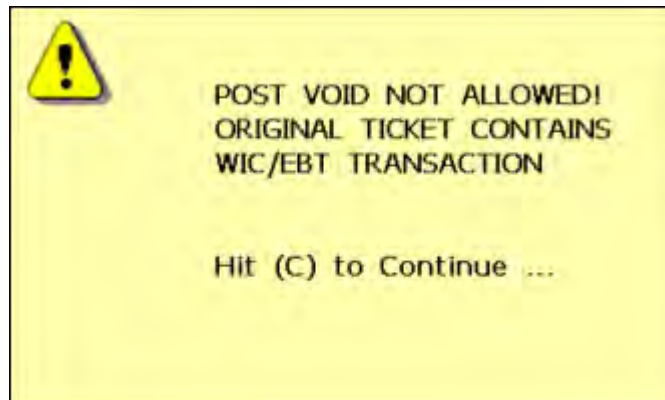 POST VOID NOT ALLOWED!
ORIGINAL TICKET CONTAINS
WIC/EBT TRANSACTION
Hit (C) to Continue ...